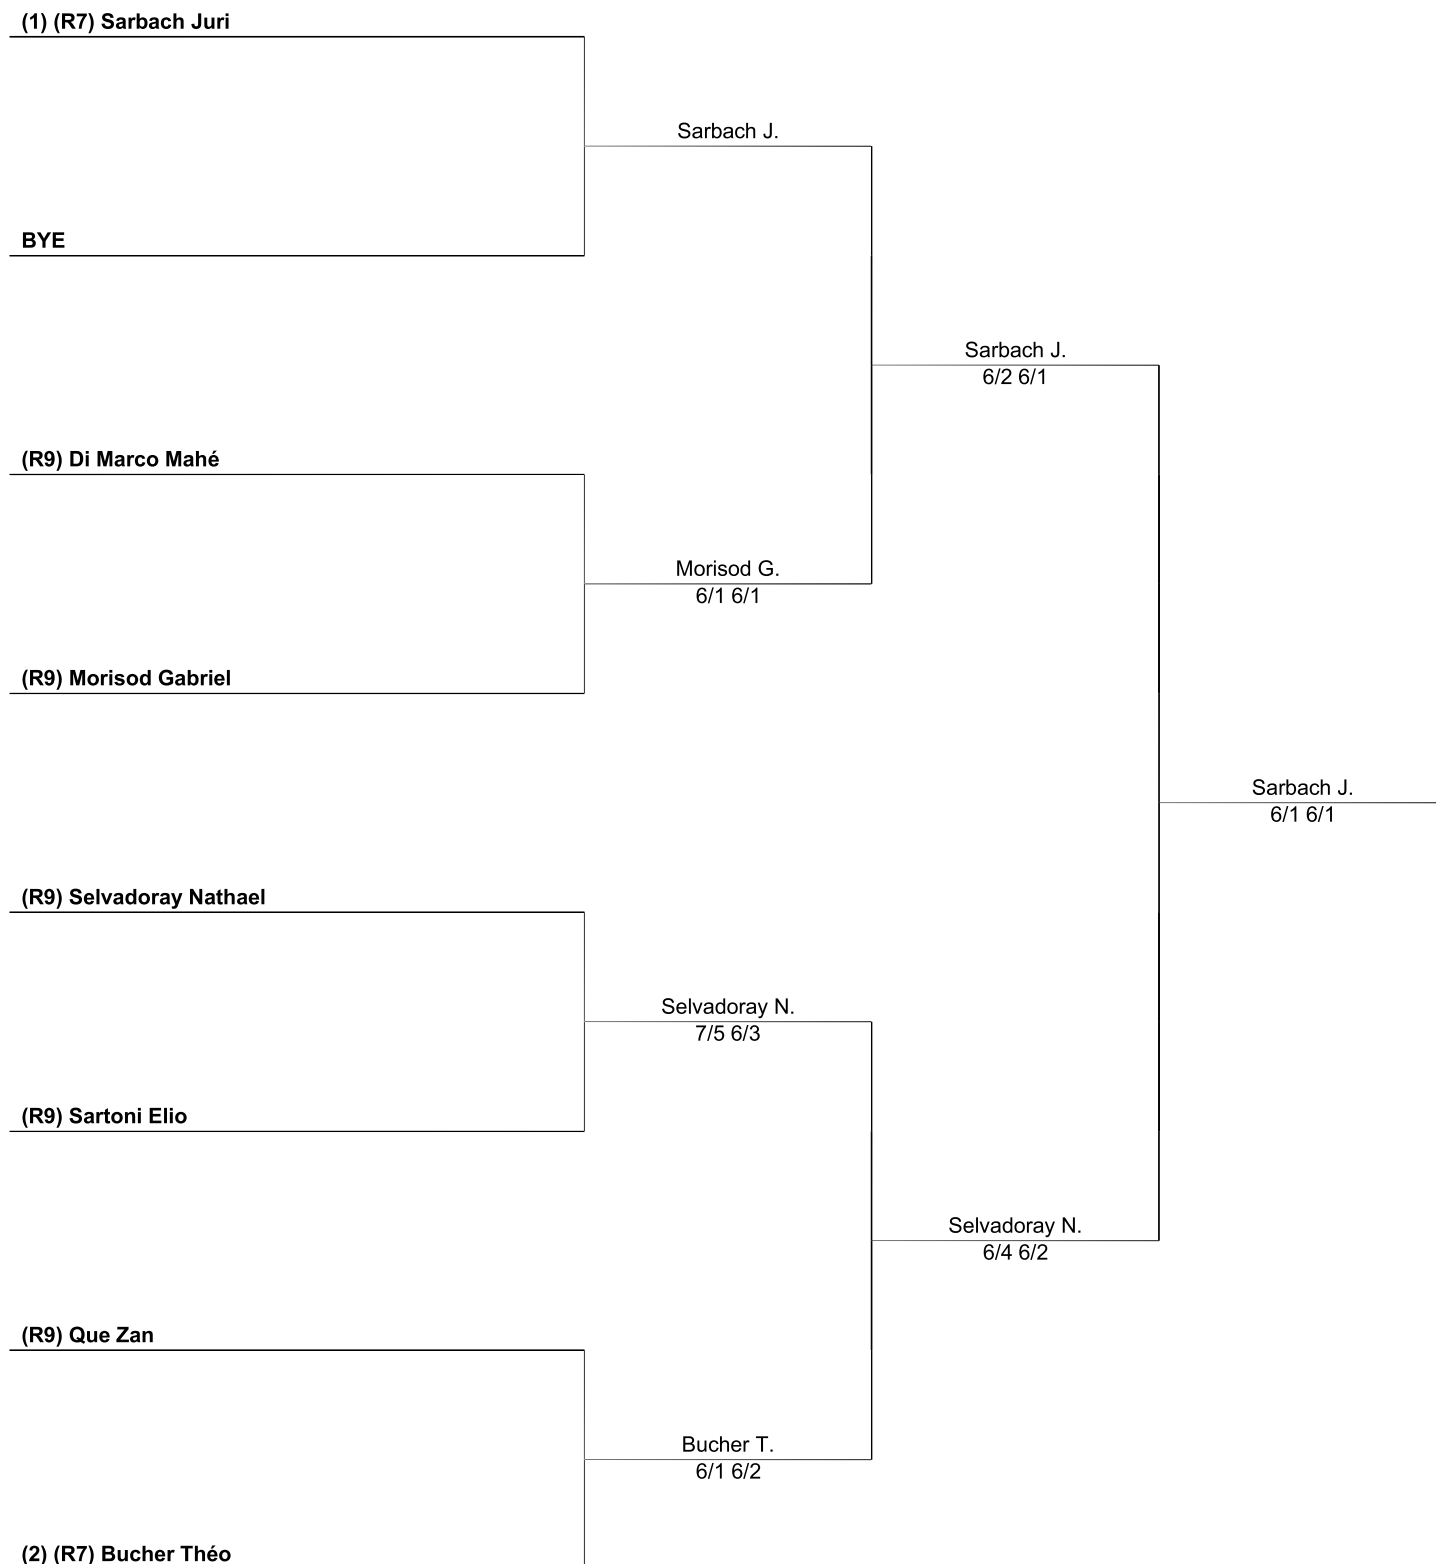 (1) (R7) Sarbach Juri
Sarbach J.
BYE
Sarbach J.
6/2 6/1
(R9) Di Marco Mahé
Morisod G.
6/1 6/1
(R9) Morisod Gabriel
Sarbach J.
6/1 6/1
(R9) Selvadoray Nathael
Selvadoray N.
7/5 6/3
(R9) Sartoni Elio
Selvadoray N.
6/4 6/2
(R9) Que Zan
Bucher T.
6/1 6/2
(2) (R7) Bucher Théo